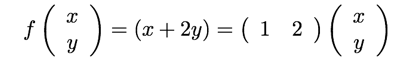 f ( x y ) = (x + 2y) = ( 1 2 ) ( x y )